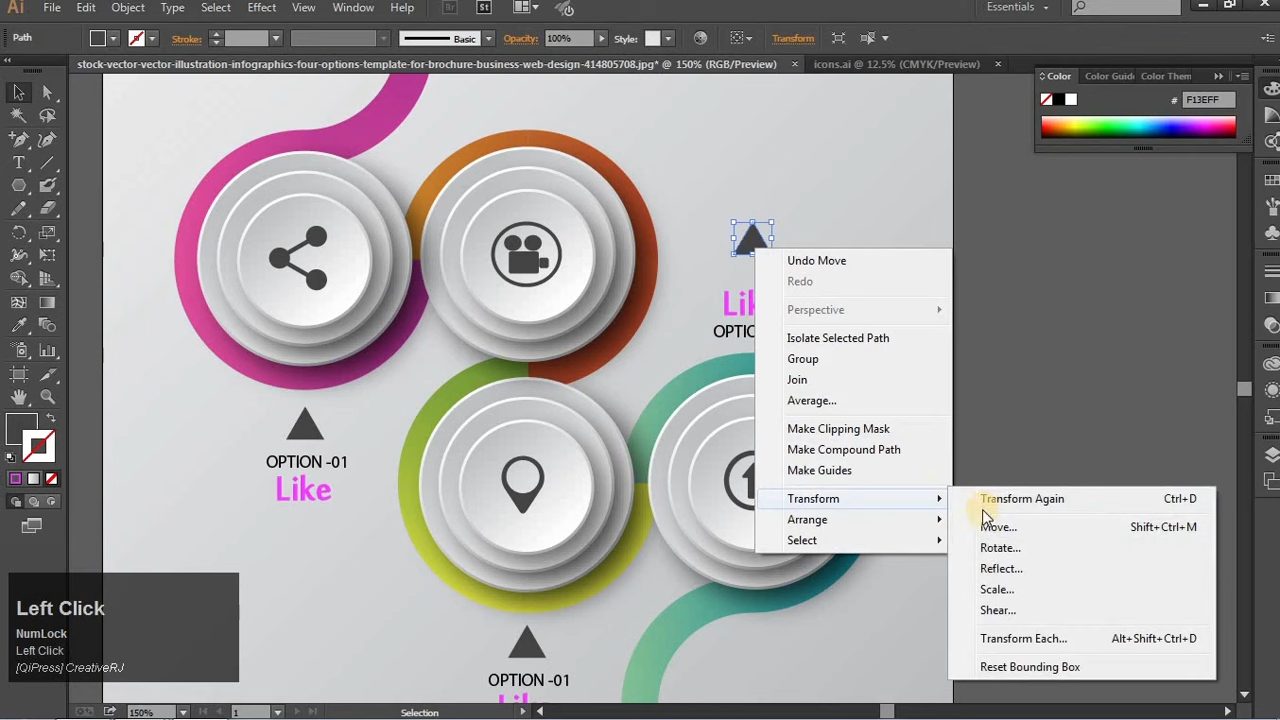 Ai File Edit Object Type Select Effect View Window Help Br St Essentials
Path Stroke: Basic Opacity: 100% Style: Transform
stock-vector-vector-illustration-infographics-four-options-template-for-brochure-business-web-design-414805708.jpg* @ 150% (RGB/Preview) × icons.ai @ 12.5% (CMYK/Preview) ×
Color Color Guide Color Them
# F13EFF
Undo Move
Redo
Perspective
Isolate Selected Path
Group
Join
Average...
Make Clipping Mask
Make Compound Path
Make Guides
Transform
Arrange
Select
Transform Again Ctrl+D
Move... Shift+Ctrl+M
Rotate...
Reflect...
Scale...
Shear...
Transform Each... Alt+Shift+Ctrl+D
Reset Bounding Box
OPTION -01
Like
OPTION -01
Left Click
NumLock
Left Click
[QiPress] CreativeRJ
150% 1 Selection